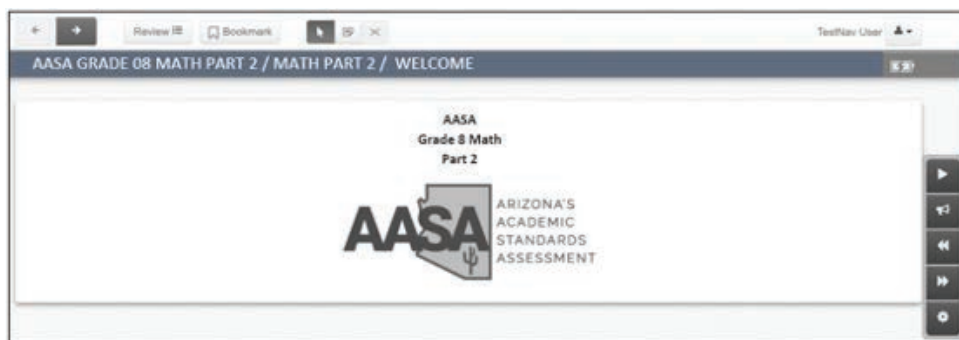 Review
Bookmark
TestNav User
AASA GRADE 08 MATH PART 2 / MATH PART 2 / WELCOME
AASA
Grade 8 Math
Part 2
AASA
ARIZONA'S
ACADEMIC
STANDARDS
ASSESSMENT